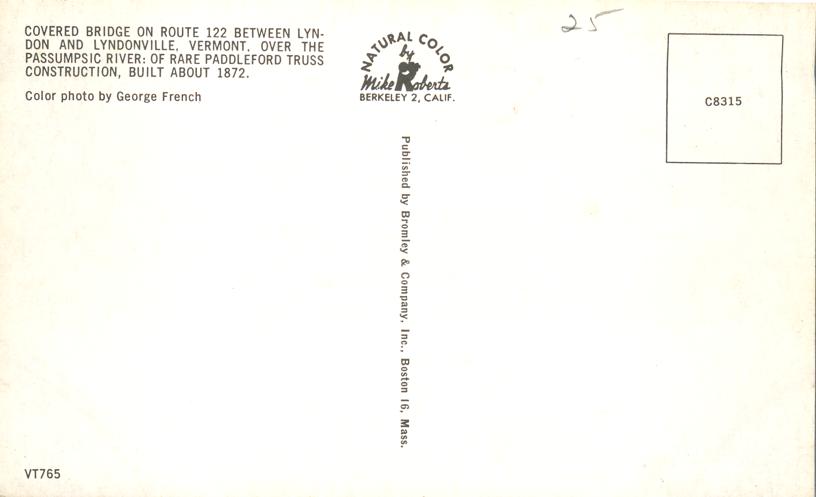 COVERED BRIDGE ON ROUTE 122 BETWEEN LYN-
DON AND LYNDONVILLE, VERMONT, OVER THE
PASSUMPSIC RIVER: OF RARE PADDLEFORD TRUSS
CONSTRUCTION, BUILT ABOUT 1872.
Color photo by George French
NATURAL COLOR
by
Mike Roberts
BERKELEY 2, CALIF.
25
C8315
Published by Bromley & Company, Inc., Boston 16, Mass.
VT765